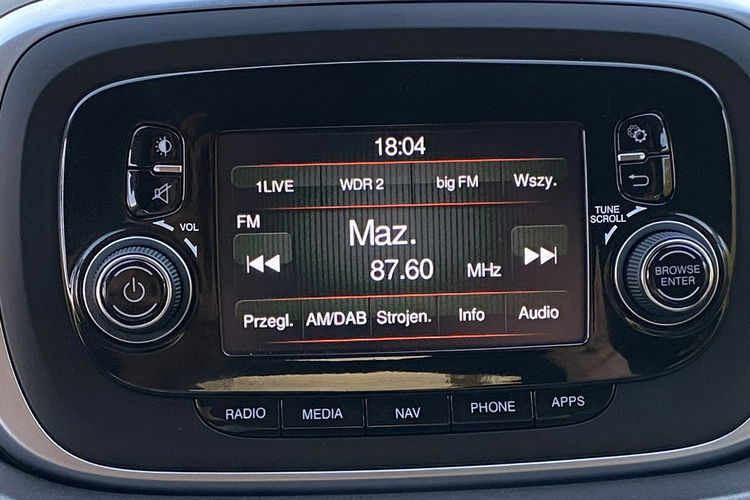 18:04
1LIVE WDR 2 big FM Wszy.
VOL
TUNE
SCROLL
FM
Maz.
87.60 MHz
BROWSE
ENTER
Przegl. AM/DAB Strojen. Info Audio
RADIO MEDIA NAV PHONE APPS